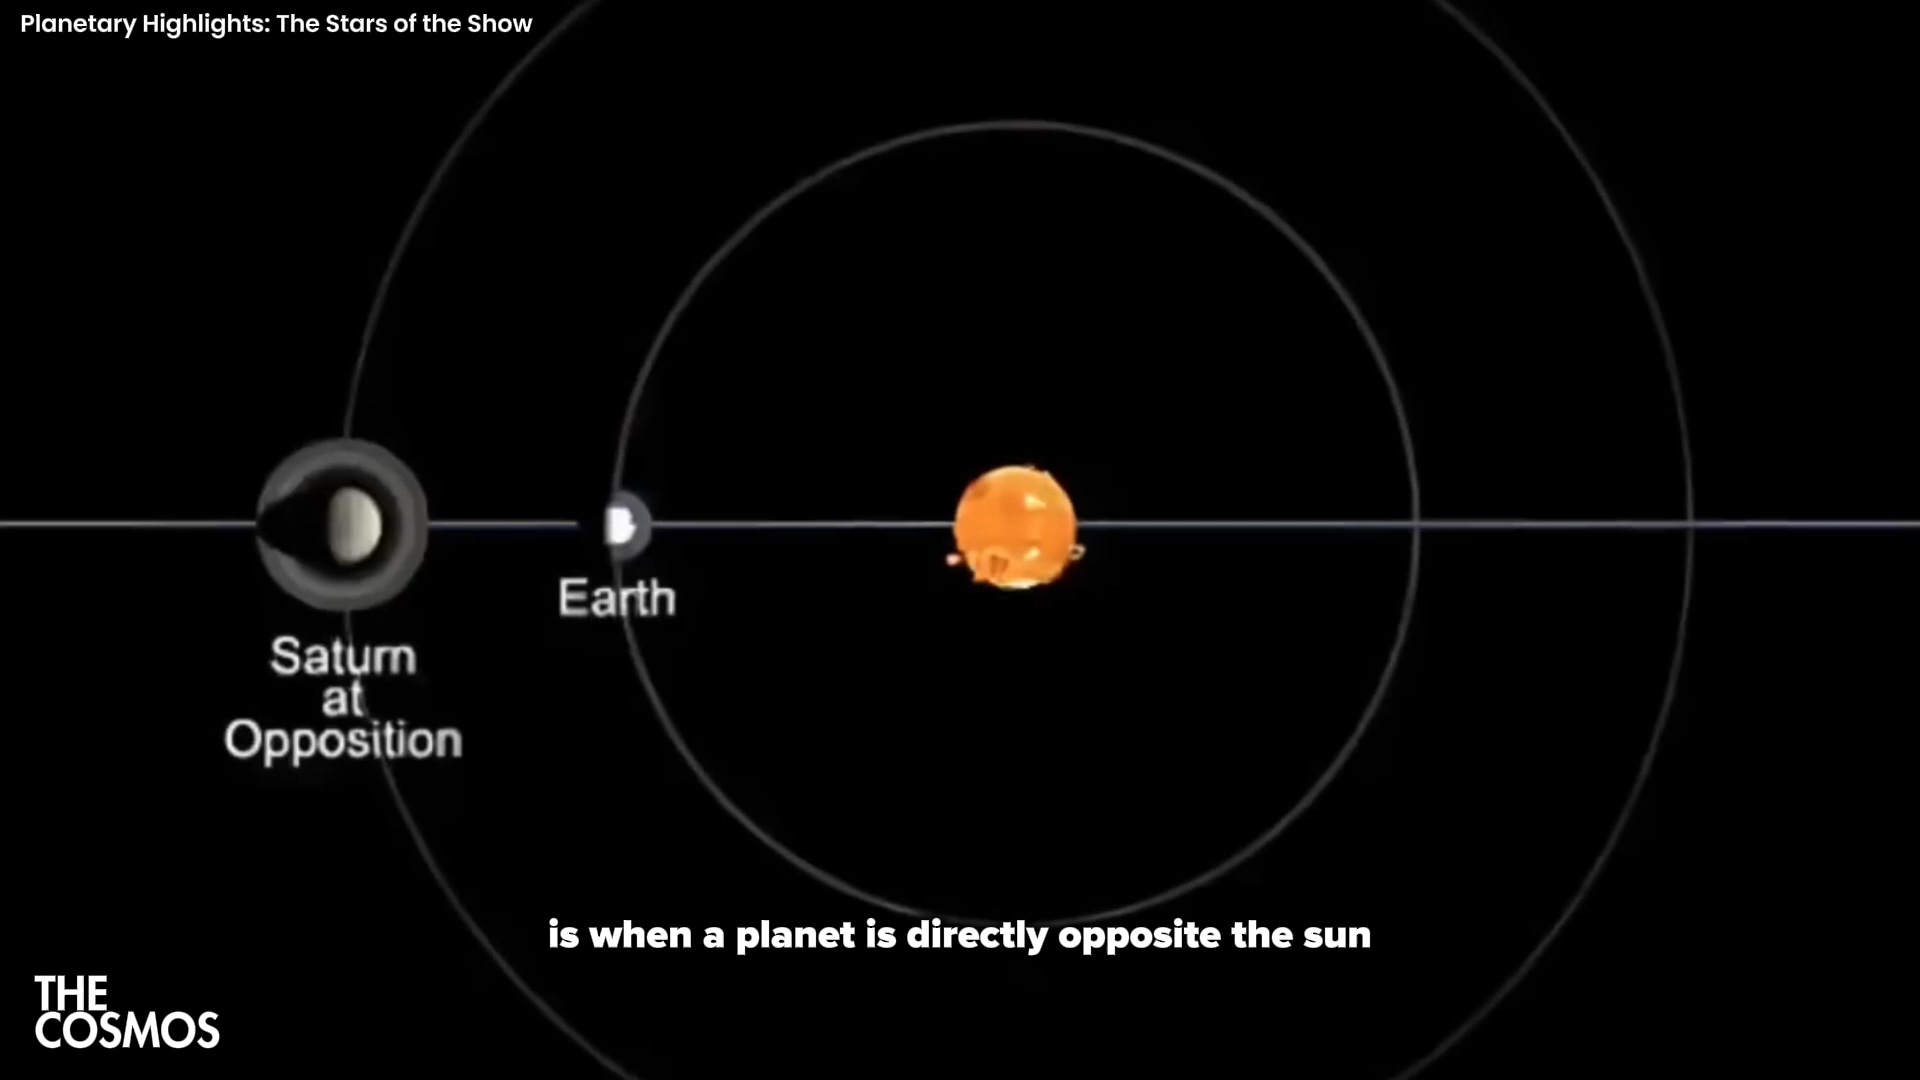 Planetary Highlights: The Stars of the Show
Earth
Saturn
at
Opposition
is when a planet is directly opposite the sun
THE
COSMOS